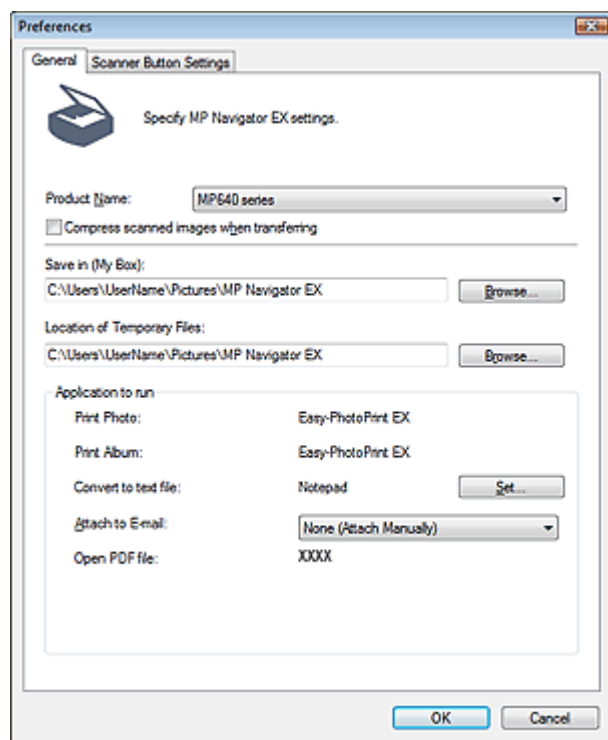 Preferences
General Scanner Button Settings
Specify MP Navigator EX settings.
Product Name: MP640 series
Compress scanned images when transferring
Save in (My Box):
C:\Users\UserName\Pictures\MP Navigator EX Browse...
Location of Temporary Files:
C:\Users\UserName\Pictures\MP Navigator EX Browse...
Application to run
Print Photo: Easy-PhotoPrint EX
Print Album: Easy-PhotoPrint EX
Convert to text file: Notepad Set...
Attach to E-mail: None (Attach Manually)
Open PDF file: XXXX
OK Cancel